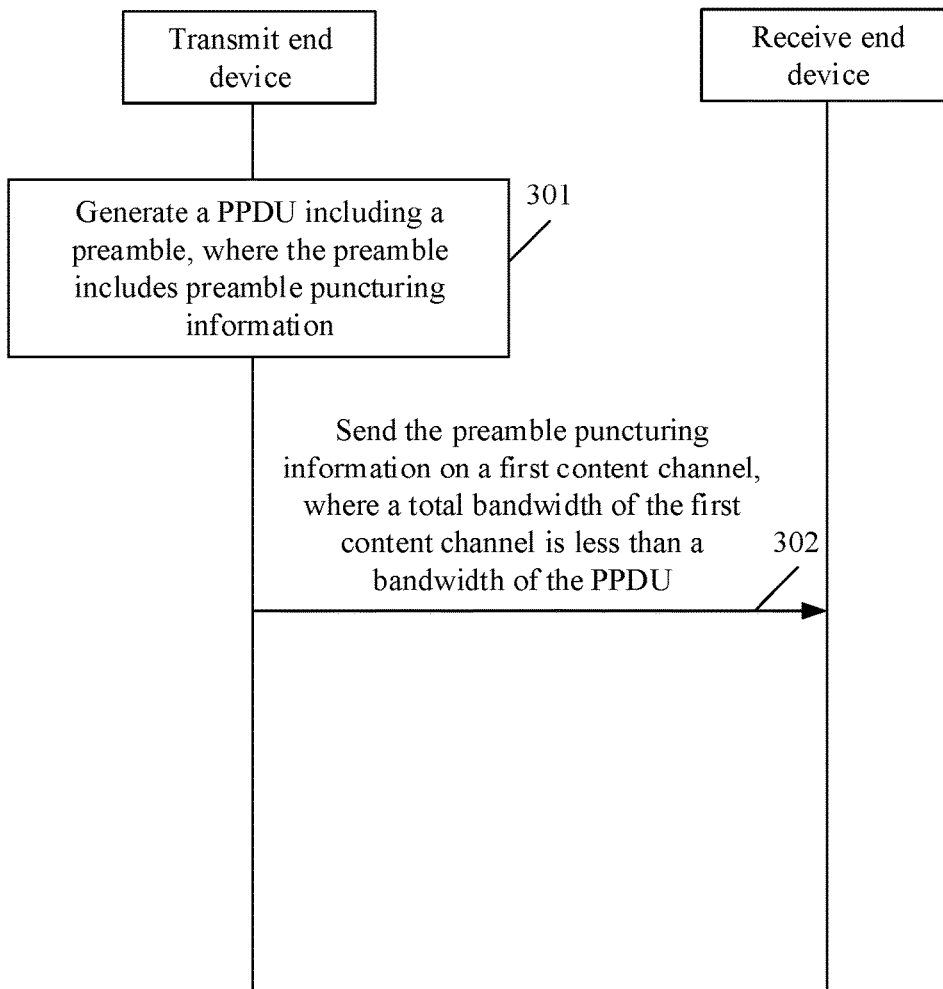 Transmit end
device
Receive end
device
Generate a PPDU including a
preamble, where the preamble
includes preamble puncturing
information
301
Send the preamble puncturing
information on a first content channel,
where a total bandwidth of the first
content channel is less than a
bandwidth of the PPDU
302